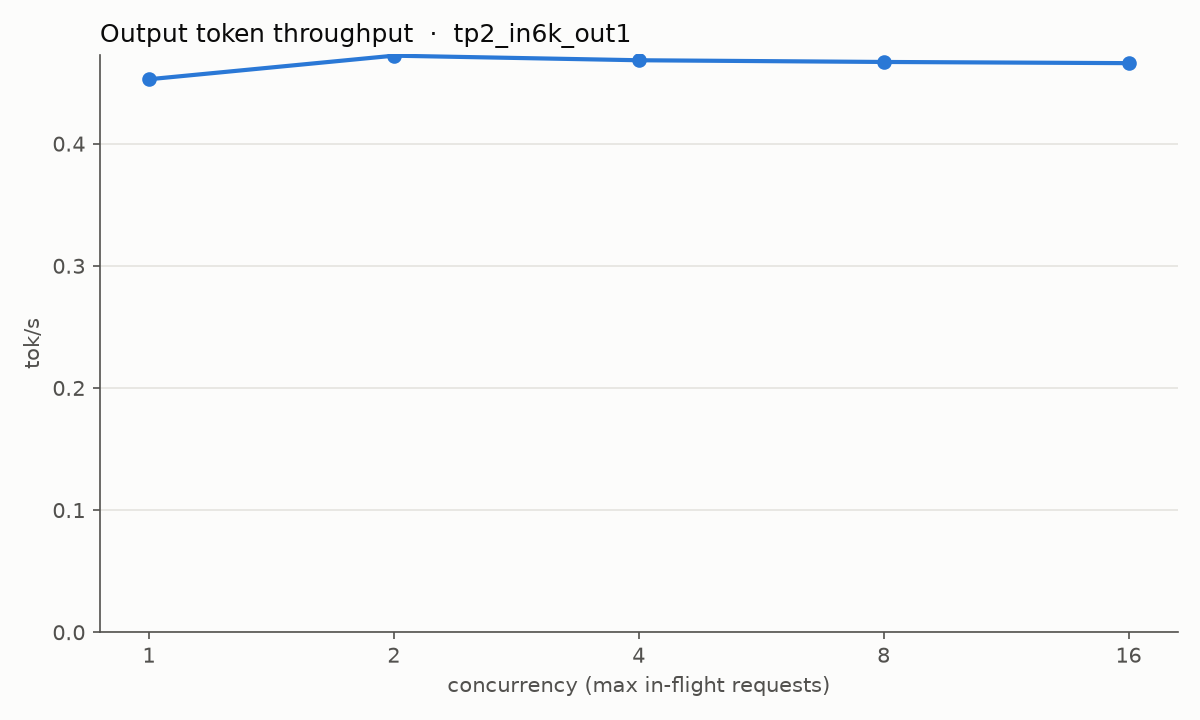 Output token throughput · tp2_in6k_out1
0.4
0.3
0.2
0.1
0.0
tok/s
1 2 4 8 16
concurrency (max in-flight requests)